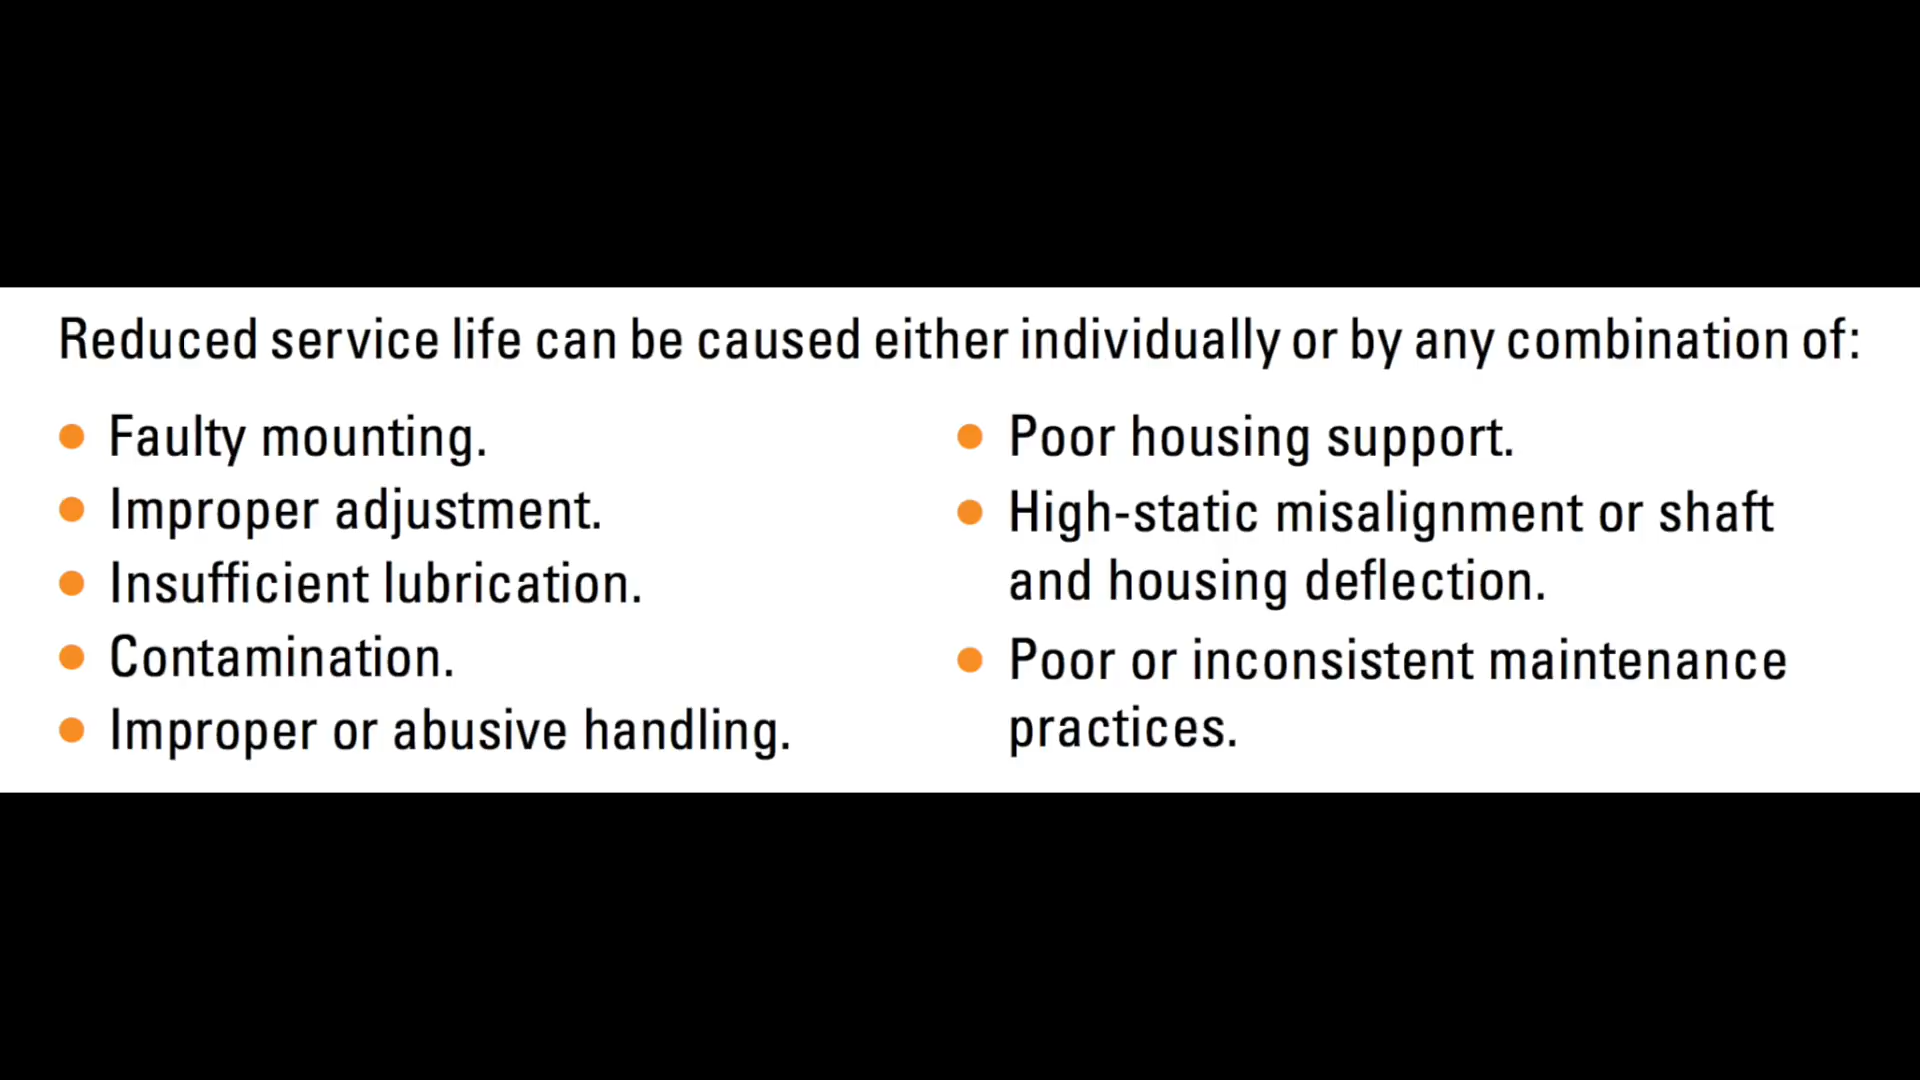 Reduced service life can be caused either individually or by any combination of:
● Faulty mounting.
● Improper adjustment.
● Insufficient lubrication.
● Contamination.
● Improper or abusive handling.
● Poor housing support.
● High-static misalignment or shaft
and housing deflection.
● Poor or inconsistent maintenance
practices.